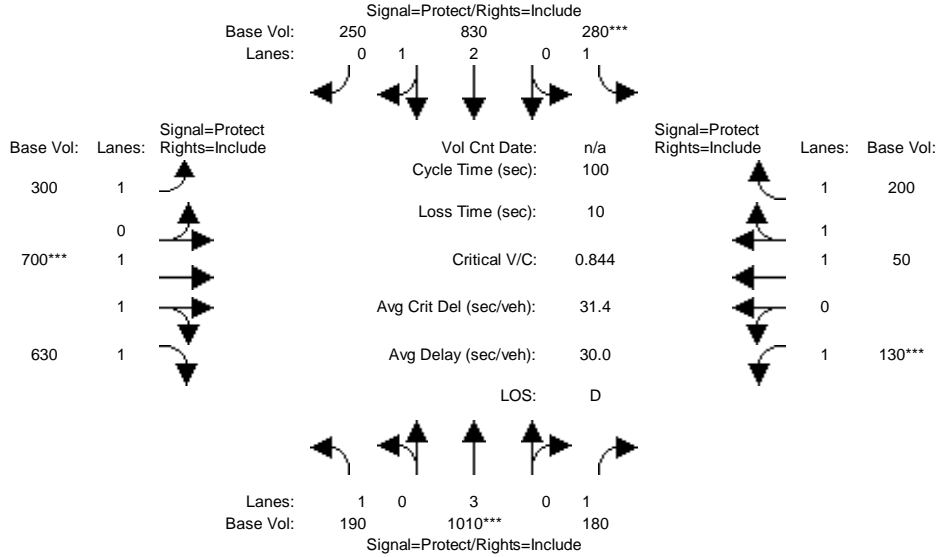 Signal=Protect/Rights=Include
Base Vol: 250 830 280***
Lanes: 0 1 2 0 1
Signal=Protect
Base Vol: Lanes: Rights=Include
Vol Cnt Date: n/a
Signal=Protect
Rights=Include Lanes: Base Vol:
Cycle Time (sec): 100
300 1
1 200
Loss Time (sec): 10
0
1
700*** 1
Critical V/C: 0.844
1 50
1
Avg Crit Del (sec/veh): 31.4
0
630 1
Avg Delay (sec/veh): 30.0
1 130***
LOS: D
Lanes: 1 0 3 0 1
Base Vol: 190 1010*** 180
Signal=Protect/Rights=Include